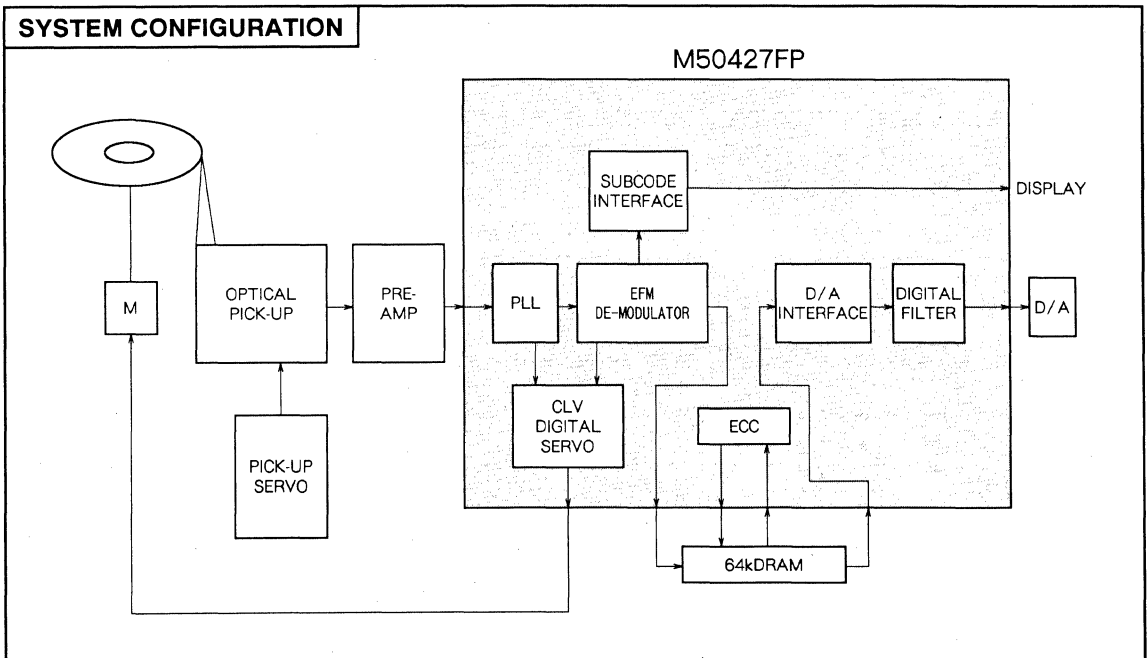 SYSTEM CONFIGURATION
M50427FP
SUBCODE
INTERFACE
DISPLAY
M
OPTICAL
PICK-UP
PRE-
AMP
PLL
EFM
DE-MODULATOR
D/A
INTERFACE
DIGITAL
FILTER
D/A
CLV
DIGITAL
SERVO
ECC
PICK-UP
SERVO
64kDRAM